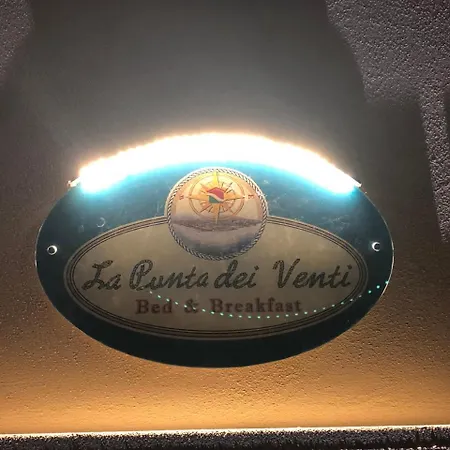 La Punta dei Venti
Bed & Breakfast